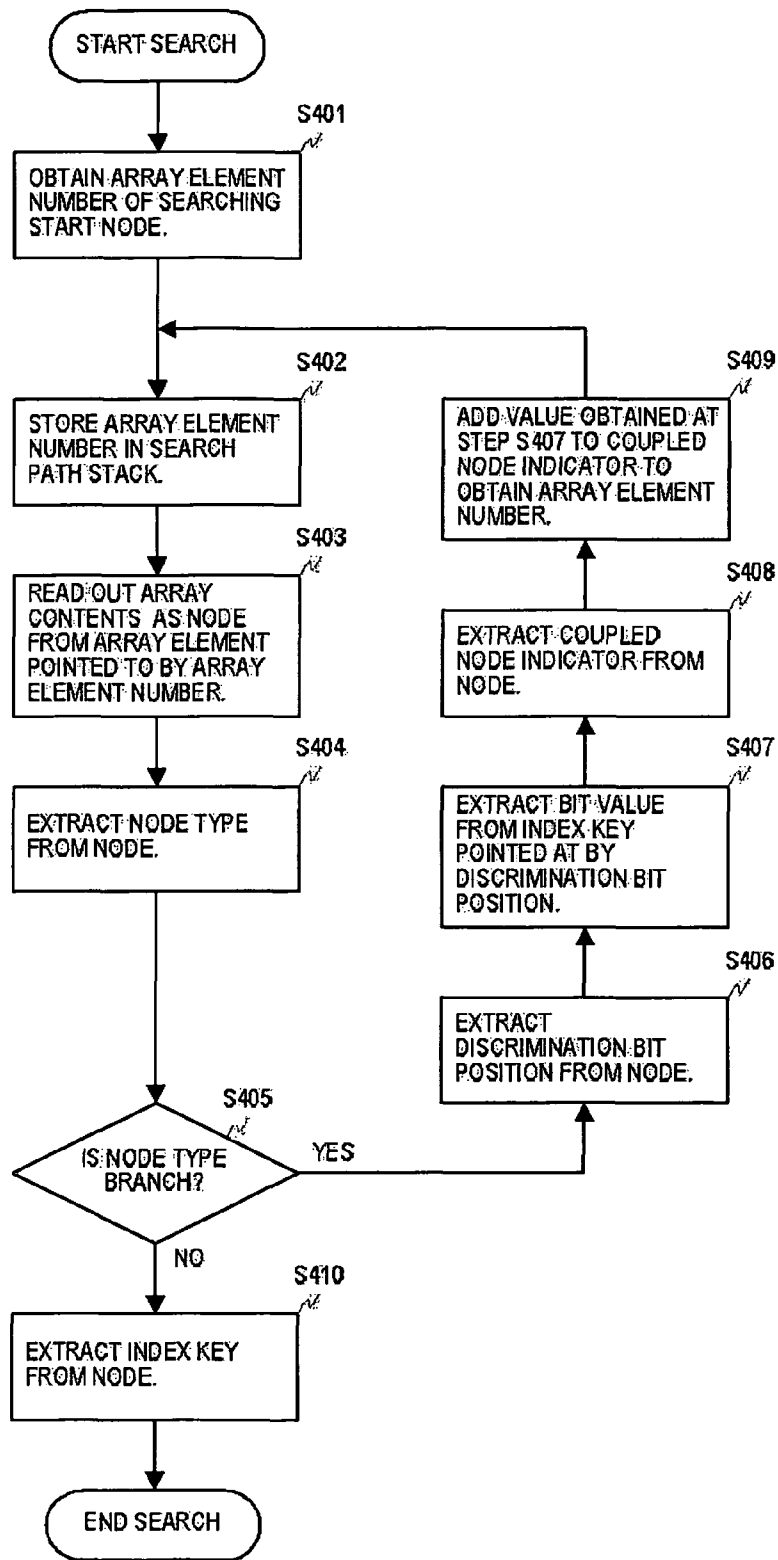 START SEARCH
S401
OBTAIN ARRAY ELEMENT
NUMBER OF SEARCHING
START NODE.
S402
STORE ARRAY ELEMENT
NUMBER IN SEARCH
PATH STACK.
S403
READ OUT ARRAY
CONTENTS AS NODE
FROM ARRAY ELEMENT
POINTED TO BY ARRAY
ELEMENT NUMBER.
S404
EXTRACT NODE TYPE
FROM NODE.
S405
IS NODE TYPE
BRANCH?
YES
NO
S406
EXTRACT
DISCRIMINATION BIT
POSITION FROM NODE.
S407
EXTRACT BIT VALUE
FROM INDEX KEY
POINTED AT BY
DISCRIMINATION BIT
POSITION.
S408
EXTRACT COUPLED
NODE INDICATOR FROM
NODE.
S409
ADD VALUE OBTAINED AT
STEP S407 TO COUPLED
NODE INDICATOR TO
OBTAIN ARRAY ELEMENT
NUMBER.
S410
EXTRACT INDEX KEY
FROM NODE.
END SEARCH